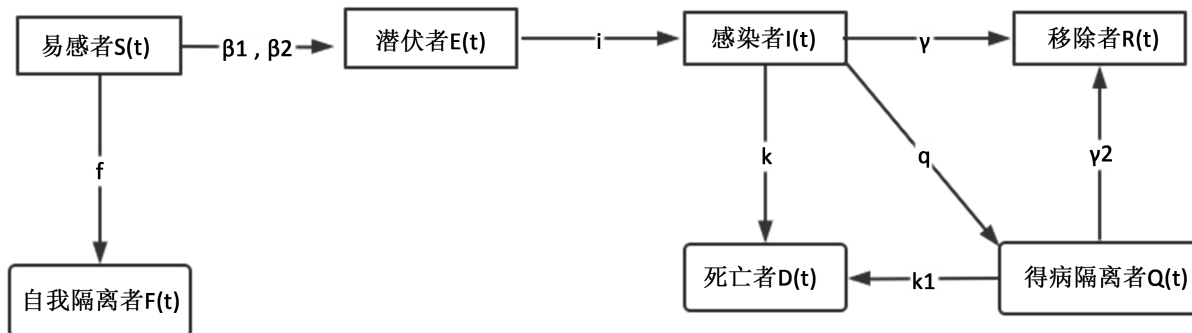 易感者S(t)
β1 , β2
潜伏者E(t)
i
感染者I(t)
γ
移除者R(t)
f
k
q
γ2
自我隔离者F(t)
死亡者D(t)
k1
得病隔离者Q(t)